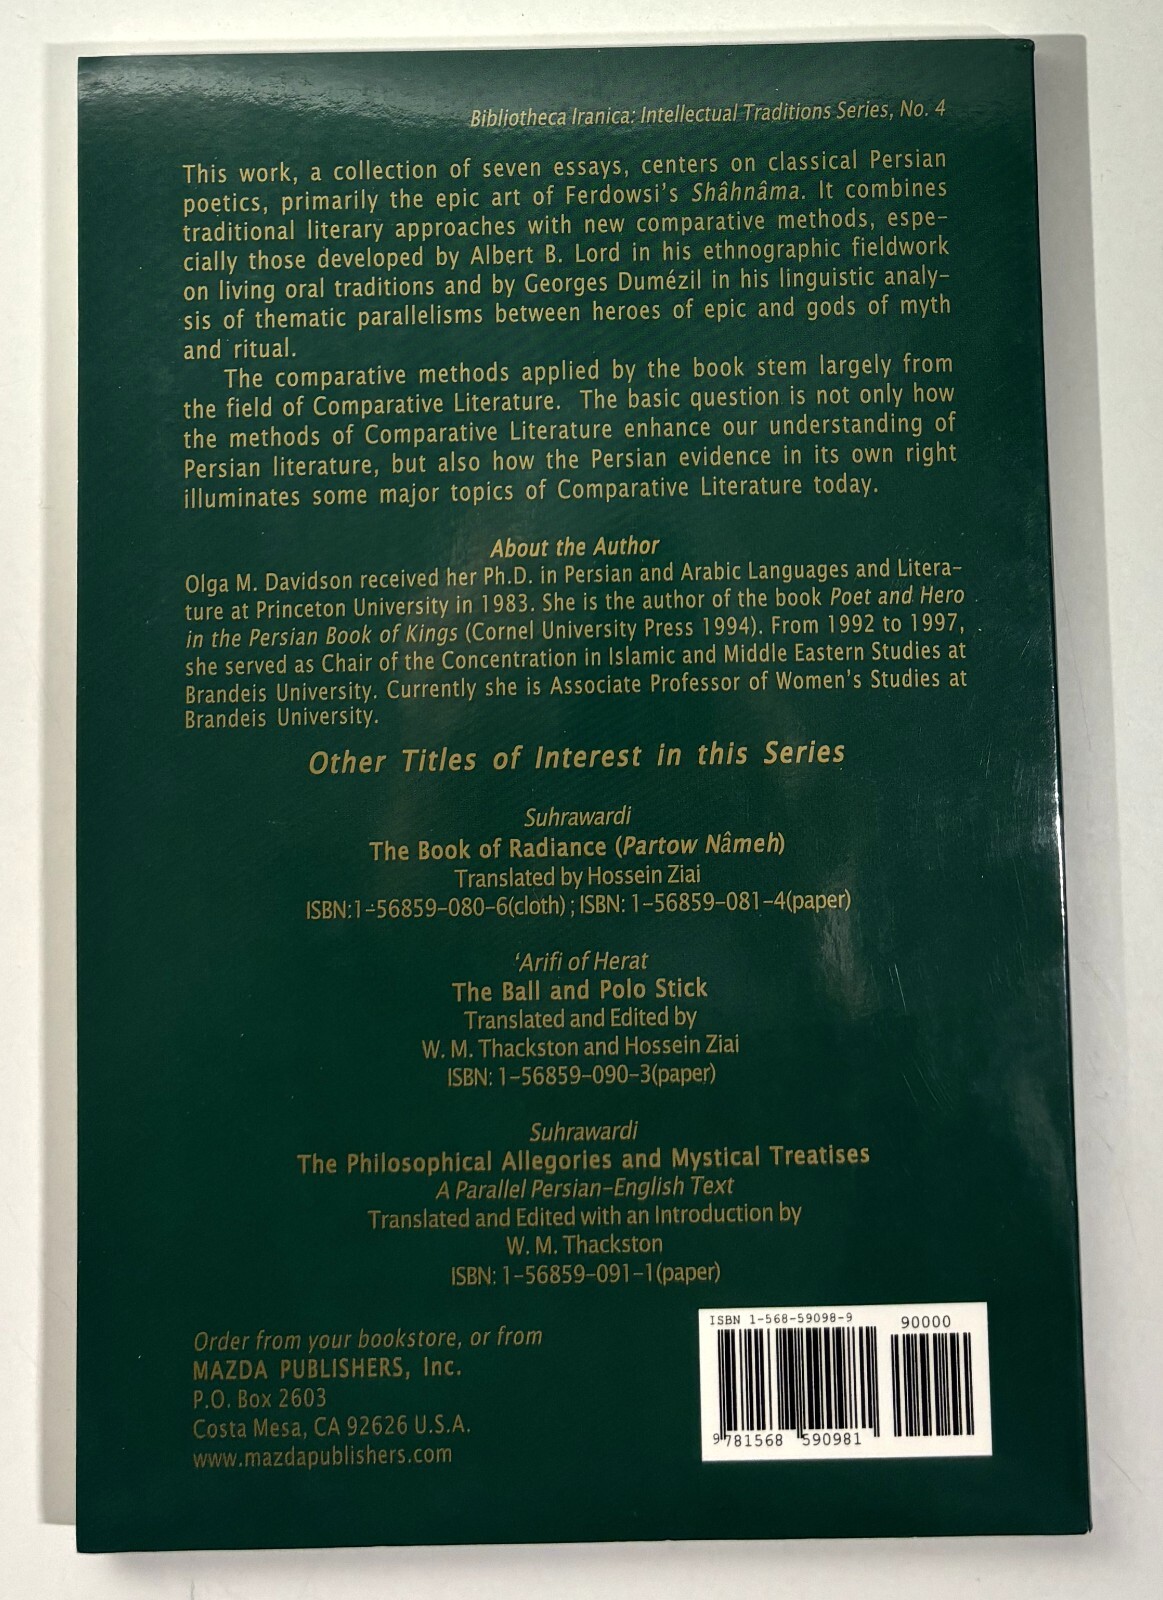 Bibliotheca Iranica: Intellectual Traditions Series, No. 4
This work, a collection of seven essays, centers on classical Persian
poetics, primarily the epic art of Ferdowsi's Shâhnâma. It combines
traditional literary approaches with new comparative methods, espe-
cially those developed by Albert B. Lord in his ethnographic fieldwork
on living oral traditions and by Georges Dumézil in his linguistic analy-
sis of thematic parallelisms between heroes of epic and gods of myth
and ritual.
The comparative methods applied by the book stem largely from
the field of Comparative Literature. The basic question is not only how
the methods of Comparative Literature enhance our understanding of
Persian literature, but also how the Persian evidence in its own right
illuminates some major topics of Comparative Literature today.
About the Author
Olga M. Davidson received her Ph.D. in Persian and Arabic Languages and Litera-
ture at Princeton University in 1983. She is the author of the book Poet and Hero
in the Persian Book of Kings (Cornel University Press 1994). From 1992 to 1997,
she served as Chair of the Concentration in Islamic and Middle Eastern Studies at
Brandeis University. Currently she is Associate Professor of Women's Studies at
Brandeis University.
Other Titles of Interest in this Series
Suhrawardi
The Book of Radiance (Partow Nâmeh)
Translated by Hossein Ziai
ISBN:1-56859-080-6(cloth) ; ISBN: 1-56859-081-4(paper)
'Arifi of Herat
The Ball and Polo Stick
Translated and Edited by
W. M. Thackston and Hossein Ziai
ISBN: 1-56859-090-3(paper)
Suhrawardi
The Philosophical Allegories and Mystical Treatises
A Parallel Persian-English Text
Translated and Edited with an Introduction by
W. M. Thackston
ISBN: 1-56859-091-1(paper)
Order from your bookstore, or from
MAZDA PUBLISHERS, Inc.
P.O. Box 2603
Costa Mesa, CA 92626 U.S.A.
www.mazdapublishers.com
ISBN 1-568-59098-9
90000
9 781568 590981